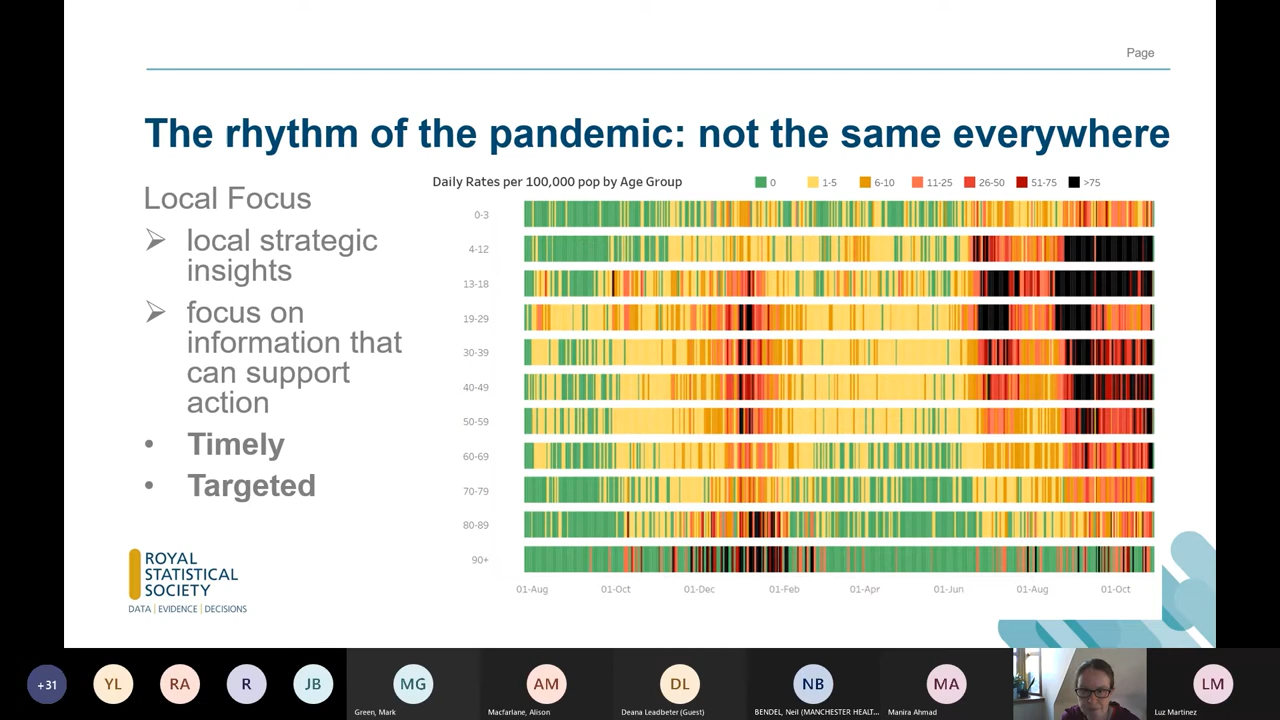 Page
The rhythm of the pandemic: not the same everywhere
Local Focus
➢ local strategic
insights
➢ focus on
information that
can support
action
• Timely
• Targeted
Daily Rates per 100,000 pop by Age Group
0 1-5 6-10 11-25 26-50 51-75 >75
0-3
4-12
13-18
19-29
30-39
40-49
50-59
60-69
70-79
80-89
90+
01-Aug 01-Oct 01-Dec 01-Feb 01-Apr 01-Jun 01-Aug 01-Oct
ROYAL
STATISTICAL
SOCIETY
DATA | EVIDENCE | DECISIONS
+31 YL RA R JB MG AM DL NB MA LM
Green, Mark Macfarlane, Alison Deana Leadbeter (Guest) BENDEL, Neil (MANCHESTER HEALT... Manira Ahmad Luz Martinez